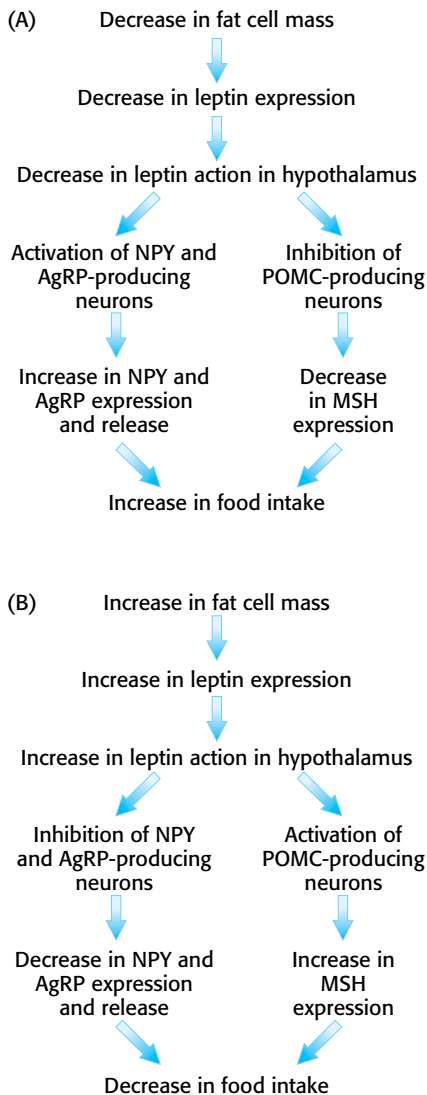 (A) Decrease in fat cell mass
Decrease in leptin expression
Decrease in leptin action in hypothalamus
Activation of NPY and
AgRP-producing
neurons
Inhibition of
POMC-producing
neurons
Increase in NPY and
AgRP expression
and release
Decrease
in MSH
expression
Increase in food intake
(B) Increase in fat cell mass
Increase in leptin expression
Increase in leptin action in hypothalamus
Inhibition of NPY
and AgRP-producing
neurons
Activation of
POMC-producing
neurons
Decrease in NPY and
AgRP expression
and release
Increase in
MSH
expression
Decrease in food intake